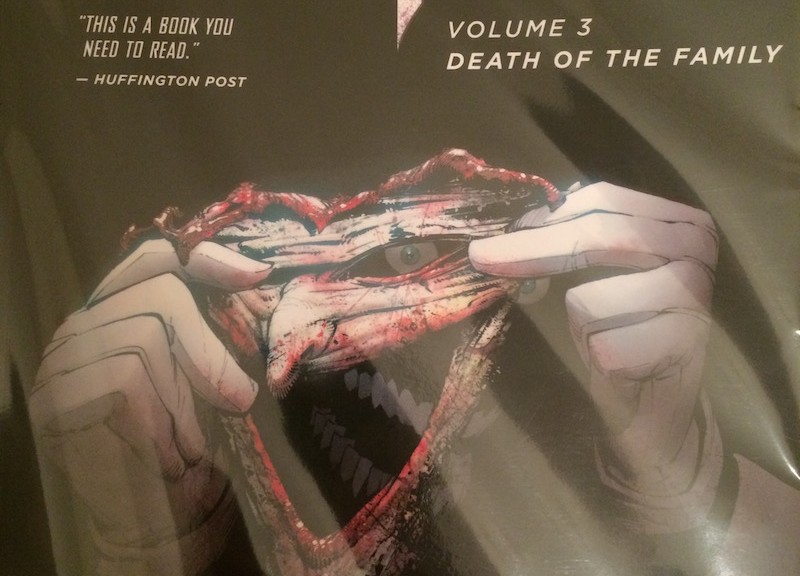 "THIS IS A BOOK YOU
NEED TO READ."
— HUFFINGTON POST
VOLUME 3
DEATH OF THE FAMILY